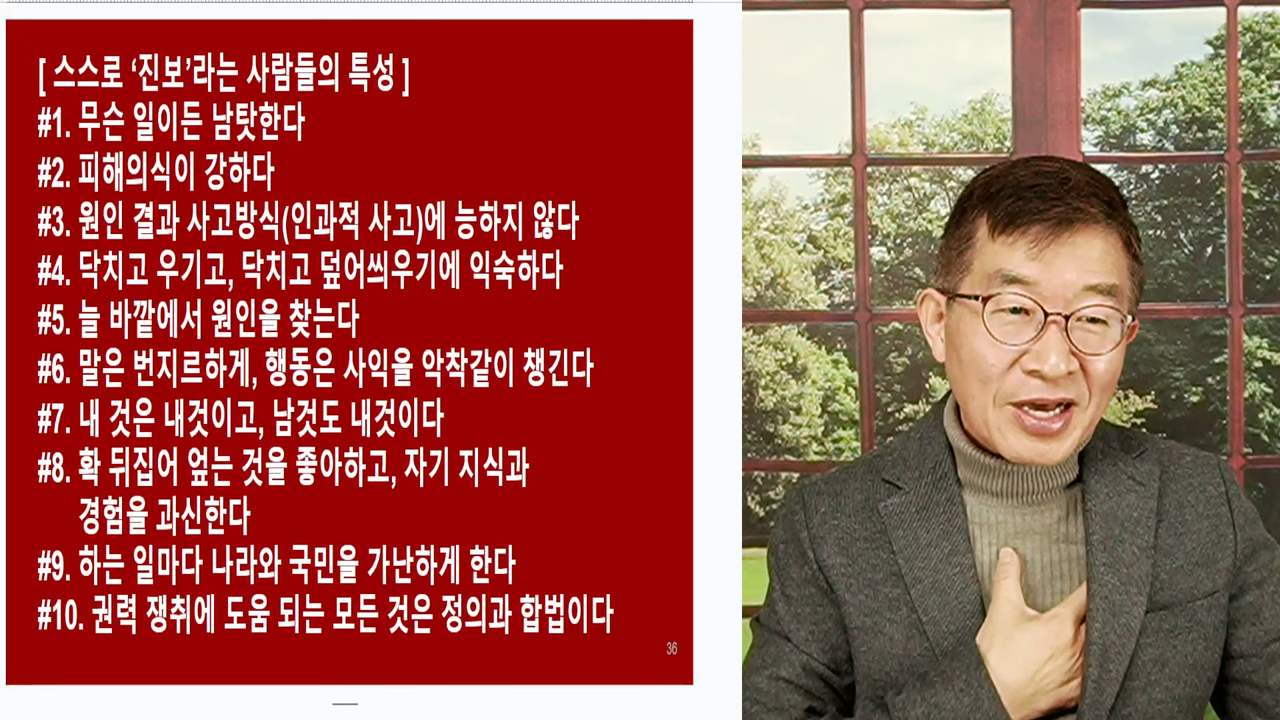 [ 스스로 ‘진보’라는 사람들의 특성 ]
#1. 무슨 일이든 남탓한다
#2. 피해의식이 강하다
#3. 원인 결과 사고방식(인과적 사고)에 능하지 않다
#4. 닥치고 우기고, 닥치고 덮어씌우기에 익숙하다
#5. 늘 바깥에서 원인을 찾는다
#6. 말은 번지르하게, 행동은 사익을 악착같이 챙긴다
#7. 내 것은 내것이고, 남것도 내것이다
#8. 확 뒤집어 엎는 것을 좋아하고, 자기 지식과
경험을 과신한다
#9. 하는 일마다 나라와 국민을 가난하게 한다
#10. 권력 쟁취에 도움 되는 모든 것은 정의과 합법이다
36